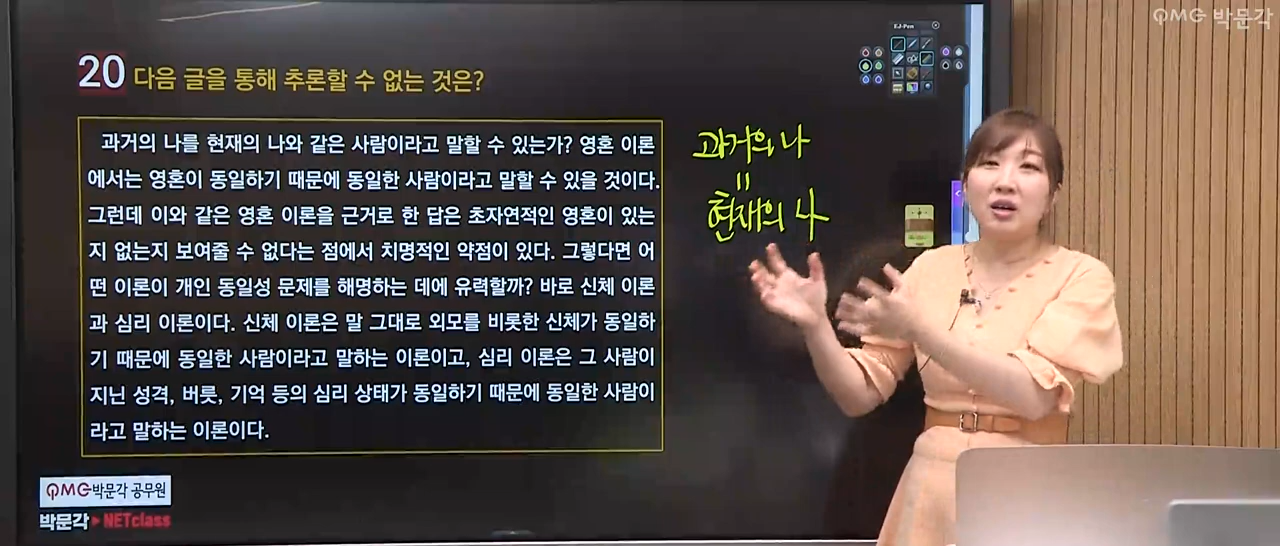 QMG 박문각
EJ-Pen
20 다음 글을 통해 추론할 수 없는 것은?
과거의 나를 현재의 나와 같은 사람이라고 말할 수 있는가? 영혼 이론
에서는 영혼이 동일하기 때문에 동일한 사람이라고 말할 수 있을 것이다.
그런데 이와 같은 영혼 이론을 근거로 한 답은 초자연적인 영혼이 있는
지 없는지 보여줄 수 없다는 점에서 치명적인 약점이 있다. 그렇다면 어
떤 이론이 개인 동일성 문제를 해명하는 데에 유력할까? 바로 신체 이론
과 심리 이론이다. 신체 이론은 말 그대로 외모를 비롯한 신체가 동일하
기 때문에 동일한 사람이라고 말하는 이론이고, 심리 이론은 그 사람이
지닌 성격, 버릇, 기억 등의 심리 상태가 동일하기 때문에 동일한 사람이
라고 말하는 이론이다.
과거의 나
=
현재의 나
QMG 박문각 공무원
박문각 NETclass